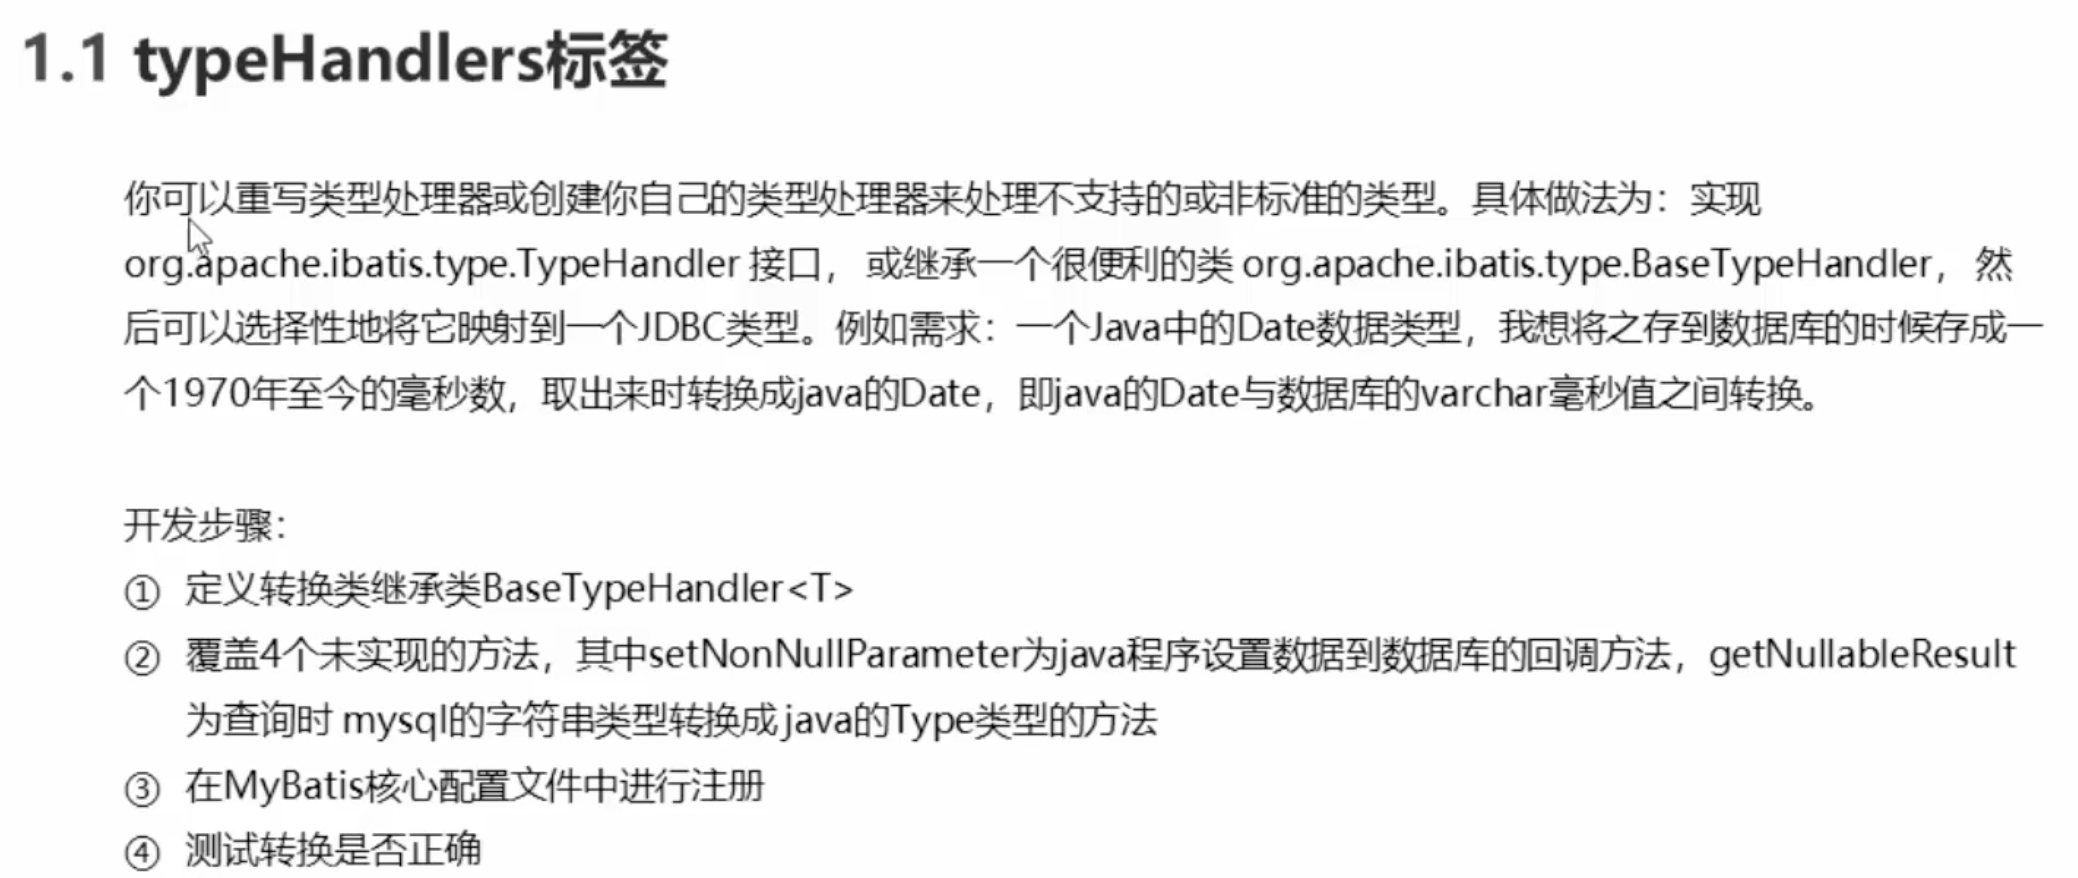 1.1 typeHandlers标签
你可以重写类型处理器或创建你自己的类型处理器来处理不支持的或非标准的类型。具体做法为：实现
org.apache.ibatis.type.TypeHandler 接口， 或继承一个很便利的类 org.apache.ibatis.type.BaseTypeHandler， 然
后可以选择性地将它映射到一个JDBC类型。例如需求：一个Java中的Date数据类型，我想将之存到数据库的时候存成一
个1970年至今的毫秒数，取出来时转换成java的Date，即java的Date与数据库的varchar毫秒值之间转换。
开发步骤：
① 定义转换类继承类BaseTypeHandler<T>
② 覆盖4个未实现的方法，其中setNonNullParameter为java程序设置数据到数据库的回调方法，getNullableResult
为查询时 mysql的字符串类型转换成 java的Type类型的方法
③ 在MyBatis核心配置文件中进行注册
④ 测试转换是否正确